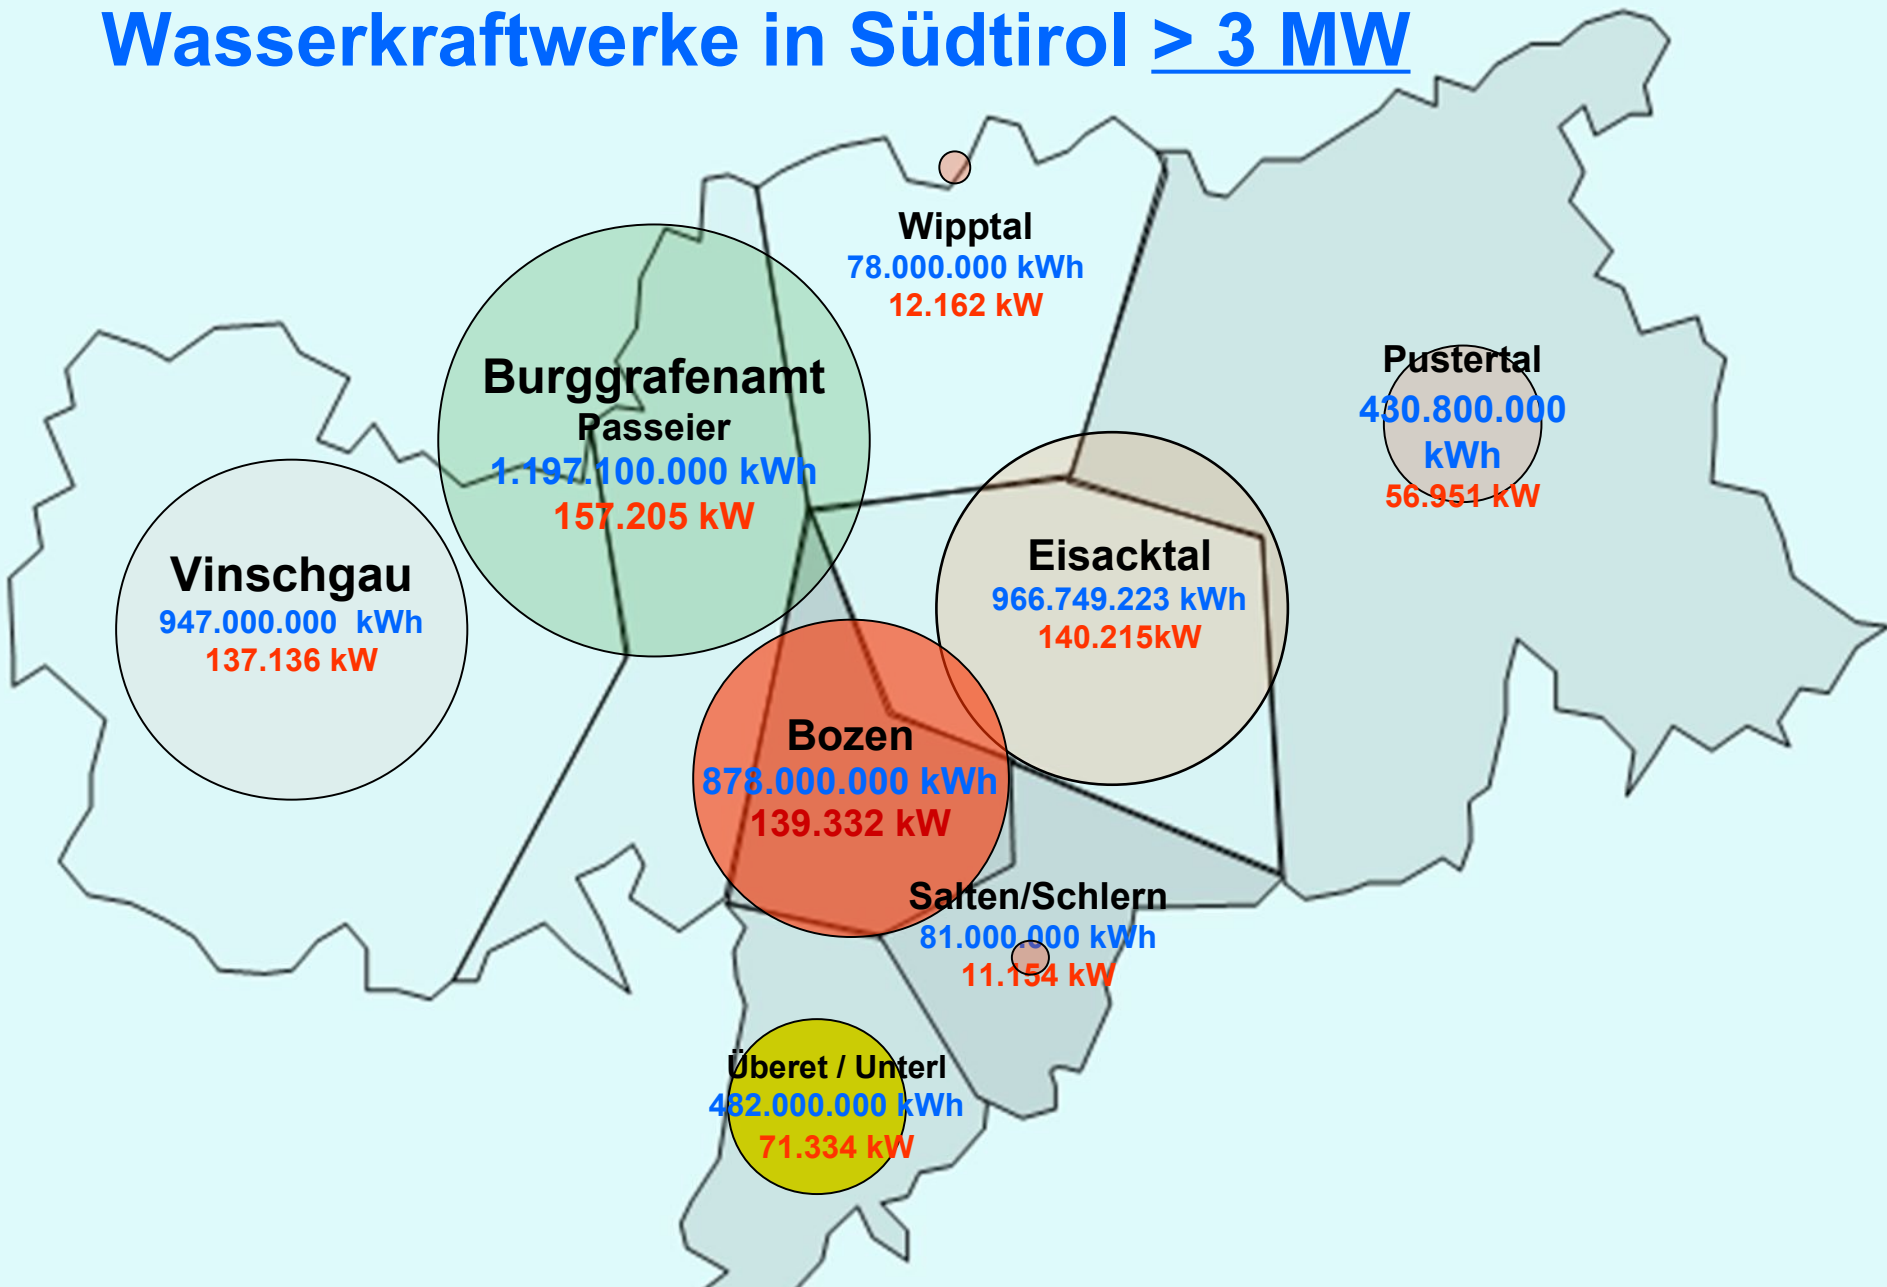 Wasserkraftwerke in Südtirol > 3 MW
Wipptal
78.000.000 kWh
12.162 kW
Burggrafenamt
Passeier
1.197.100.000 kWh
157.205 kW
Pustertal
430.800.000
kWh
56.951 kW
Vinschgau
947.000.000 kWh
137.136 kW
Eisacktal
966.749.223 kWh
140.215kW
Bozen
878.000.000 kWh
139.332 kW
Salten/Schlern
81.000.000 kWh
11.154 kW
Überet / Unterl
482.000.000 kWh
71.334 kW